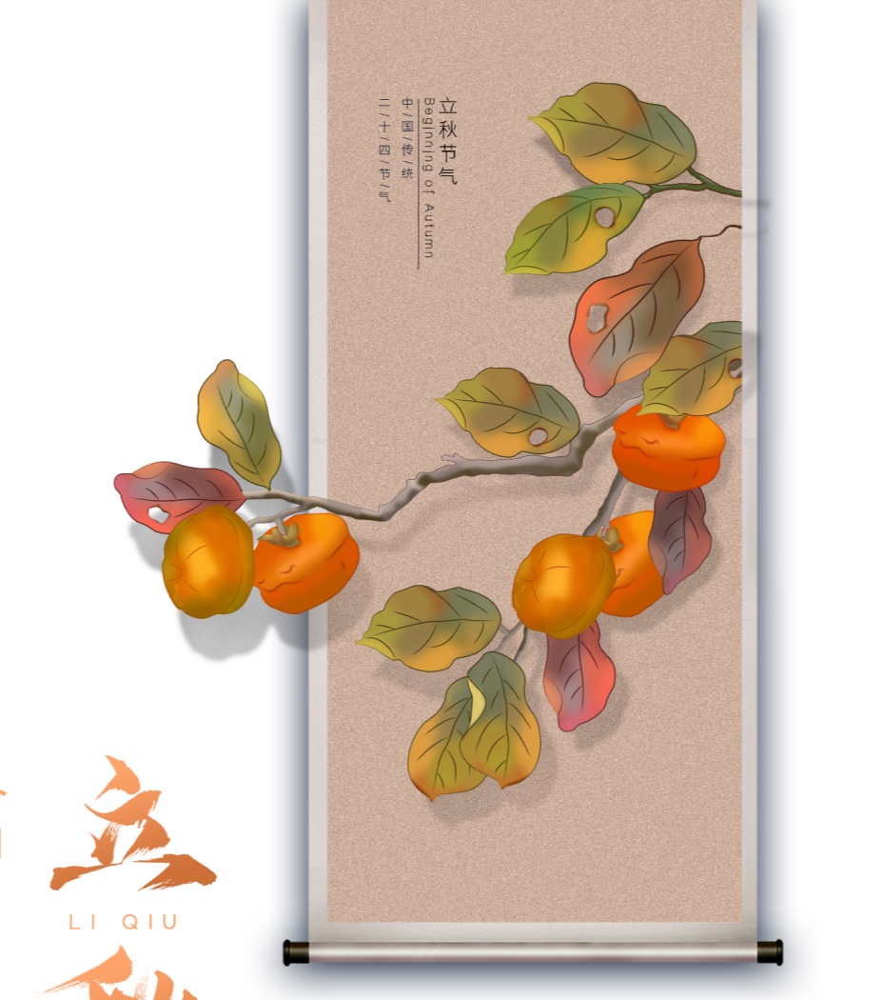 立秋节气
Beginning of Autumn
中/国/传/统
二/十/四/节/气
立
LI QIU